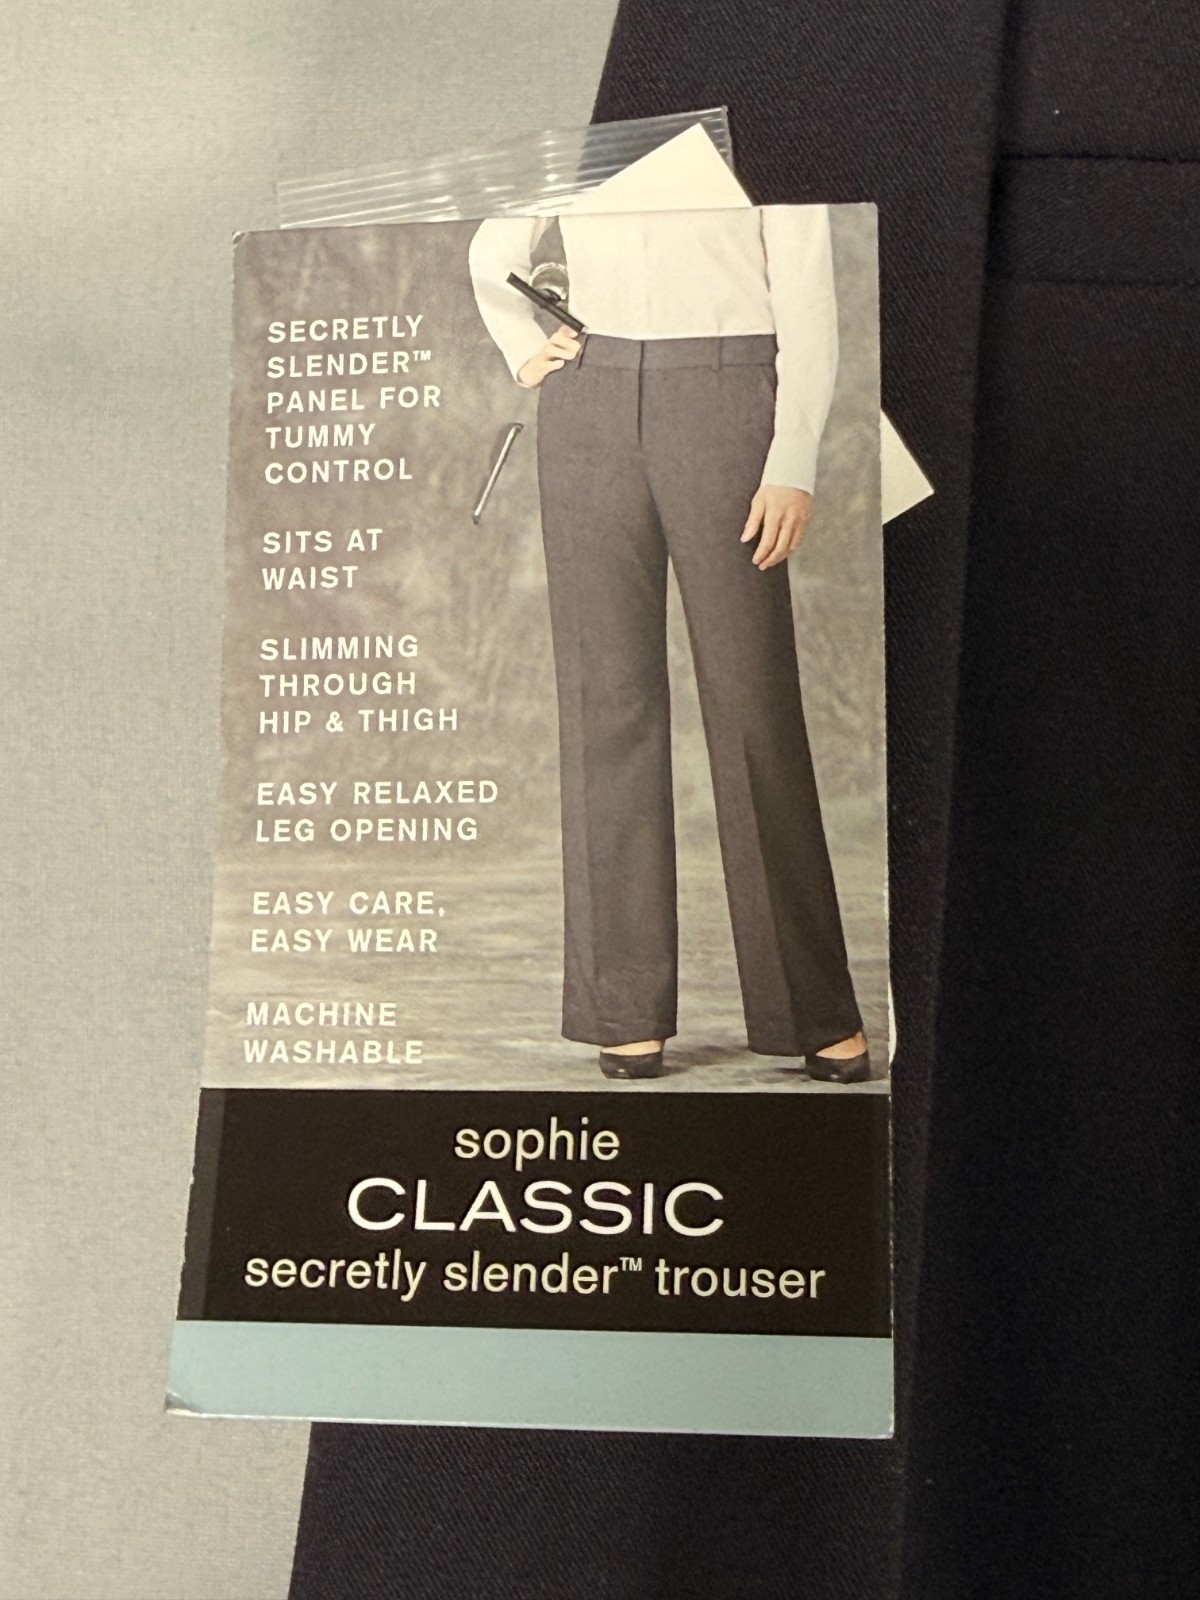 SECRETLY
SLENDER™
PANEL FOR
TUMMY
CONTROL
SITS AT
WAIST
SLIMMING
THROUGH
HIP & THIGH
EASY RELAXED
LEG OPENING
EASY CARE,
EASY WEAR
MACHINE
WASHABLE
sophie
CLASSIC
secretly slender™ trouser